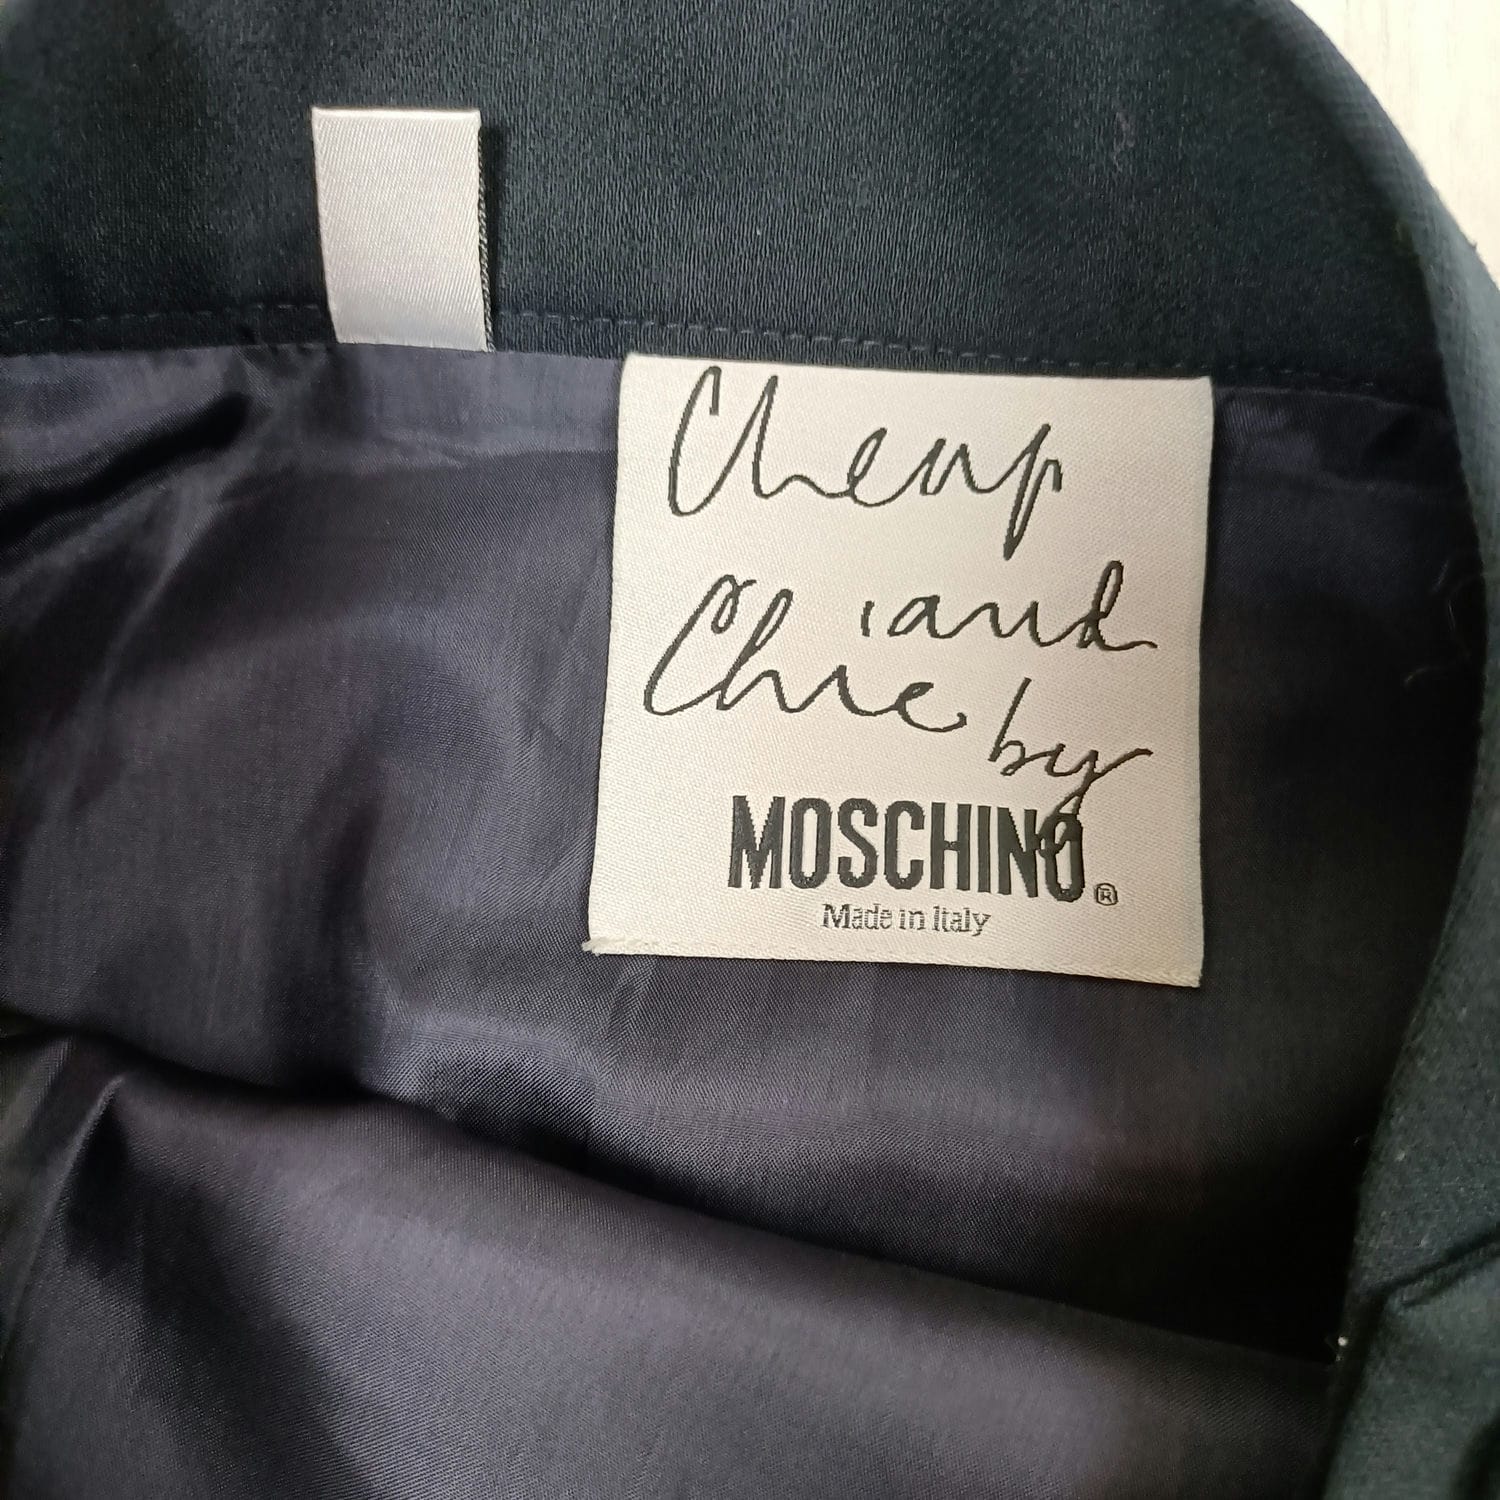 Cheap
and
Chic by
MOSCHINO®
Made in Italy